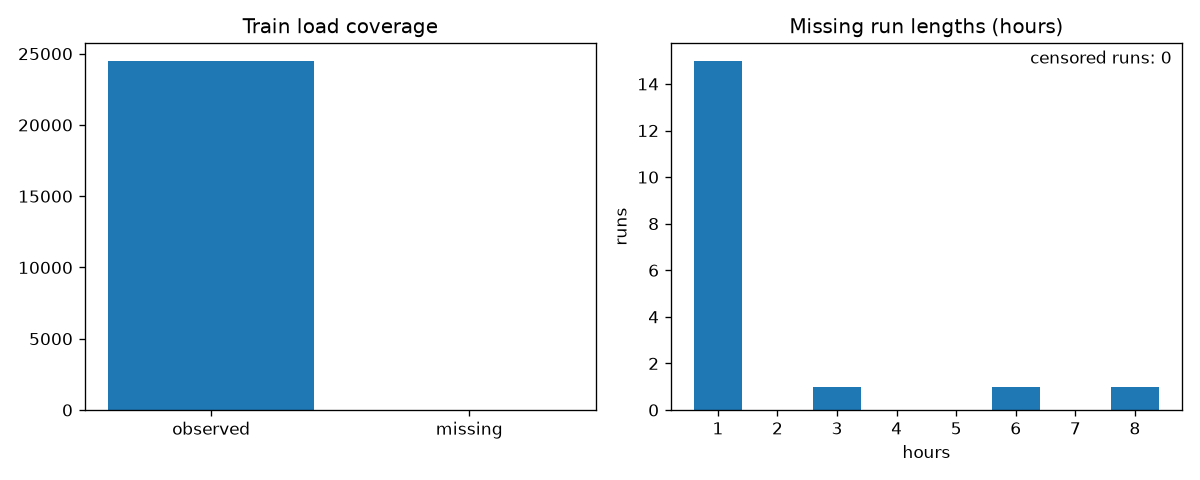 Train load coverage
25000
20000
15000
10000
5000
0
observed missing
Missing run lengths (hours)
censored runs: 0
runs
14
12
10
8
6
4
2
0
1 2 3 4 5 6 7 8
hours